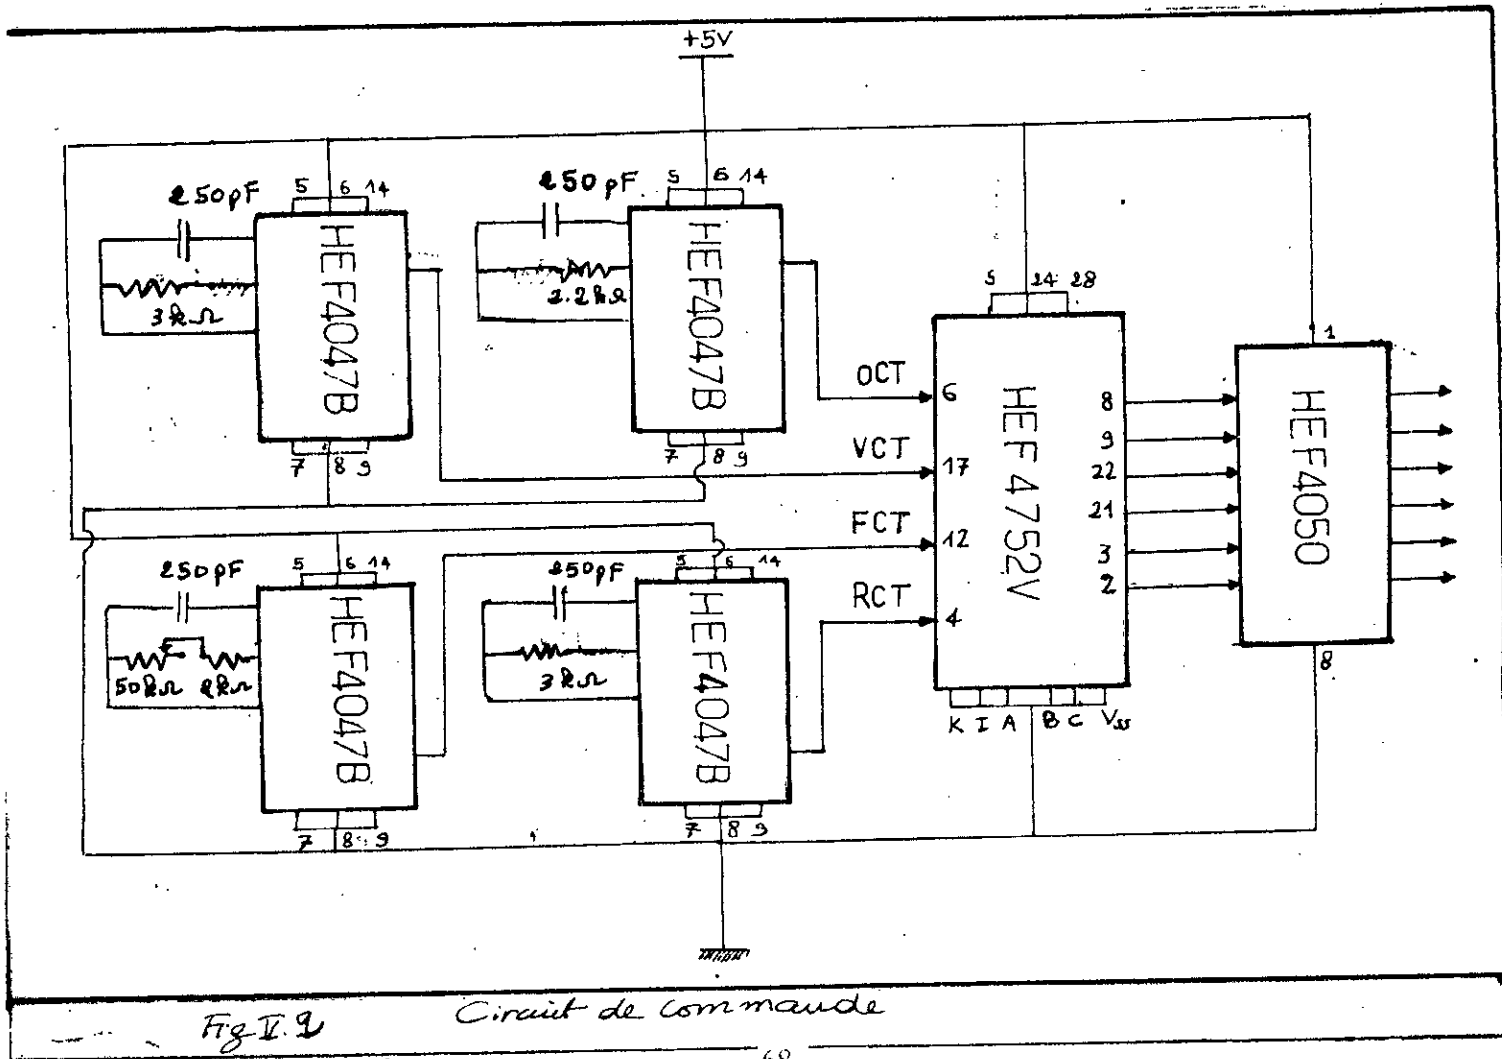 +5V
250pF
5 6 14
HEF4047B
3kΩ
7 8 9
250pF
5 6 14
HEF4047B
2.2kΩ
7 8 9
OCT
VCT
FCT
RCT
5 24 28
HEF4752V
6
17
12
4
8
9
22
21
3
2
K I A B C Vss
1
HEF4050
8
250pF
5 6 14
HEF4047B
50kΩ 2kΩ
7 8 9
250pF
5 6 14
HEF4047B
3kΩ
7 8 9
Circuit de commande